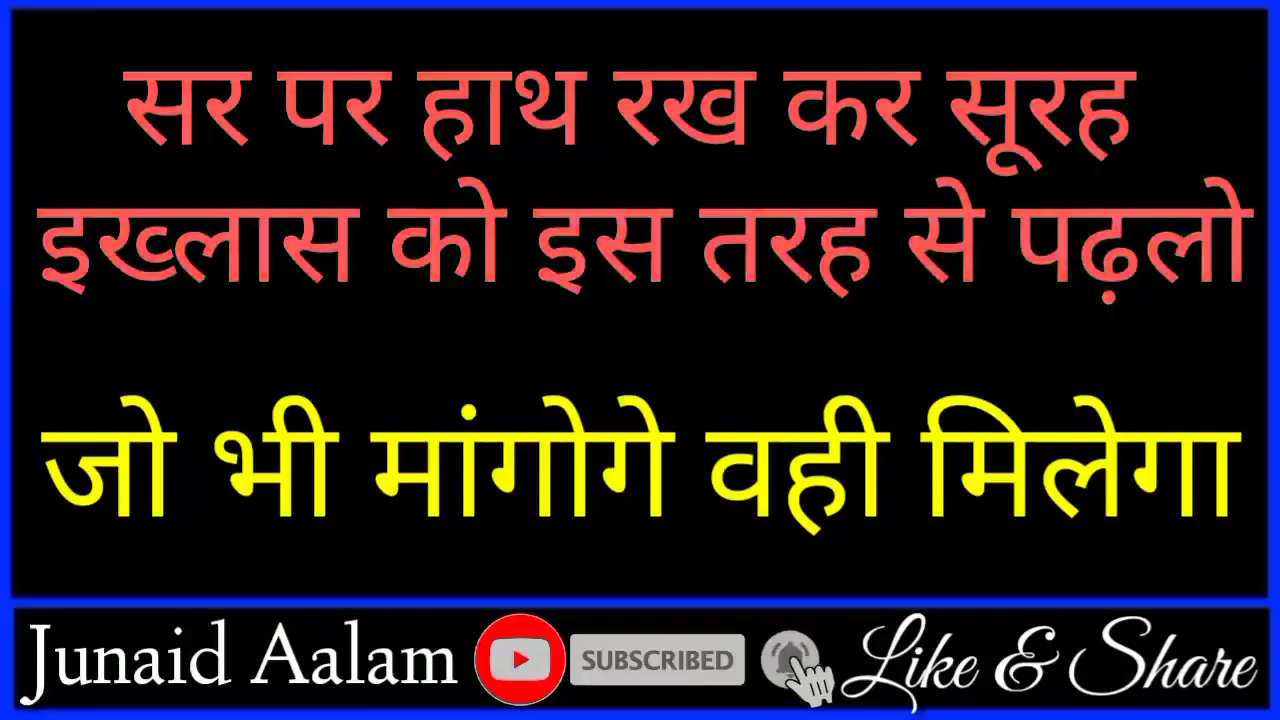 सर पर हाथ रख कर सूरह
इख्लास को इस तरह से पढ़लो
जो भी मांगोगे वही मिलेगा
Junaid Aalam SUBSCRIBED Like & Share